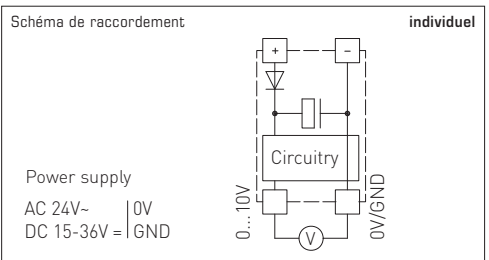 Schéma de raccordement individuel
+ −
Circuitry
Power supply
AC 24V~ | 0V
DC 15-36V = | GND
0...10V
V
0V/GND